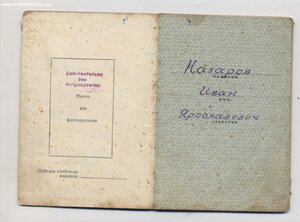 Действительно
без
фотокарточки
Место
для
фотокарточки
Подпись владельца
книжки
Назаров
фамилия
Иван
имя
Ярославович
отчество